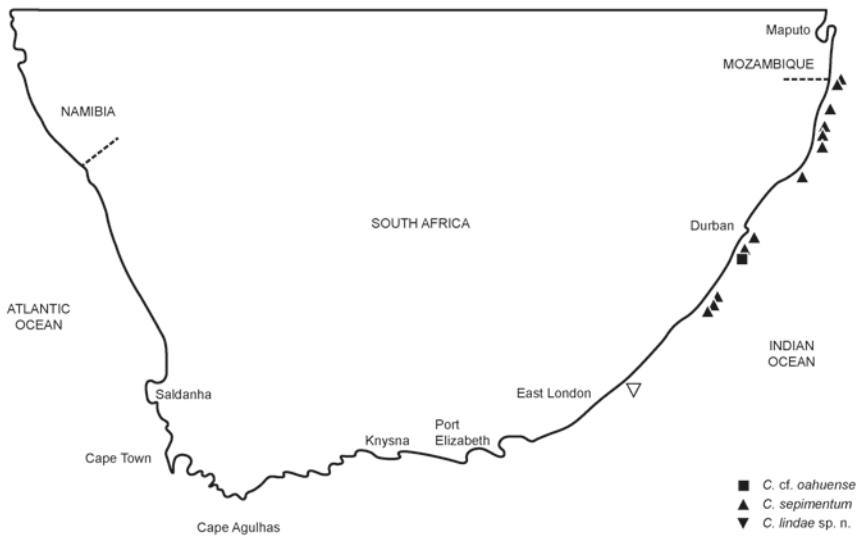 Maputo
MOZAMBIQUE
NAMIBIA
SOUTH AFRICA
Durban
ATLANTIC
OCEAN
INDIAN
OCEAN
Saldanha
East London
Port
Elizabeth
Knysna
Cape Town
Cape Agulhas
C. cf. oahuense
C. sepimentum
C. lindae sp. n.